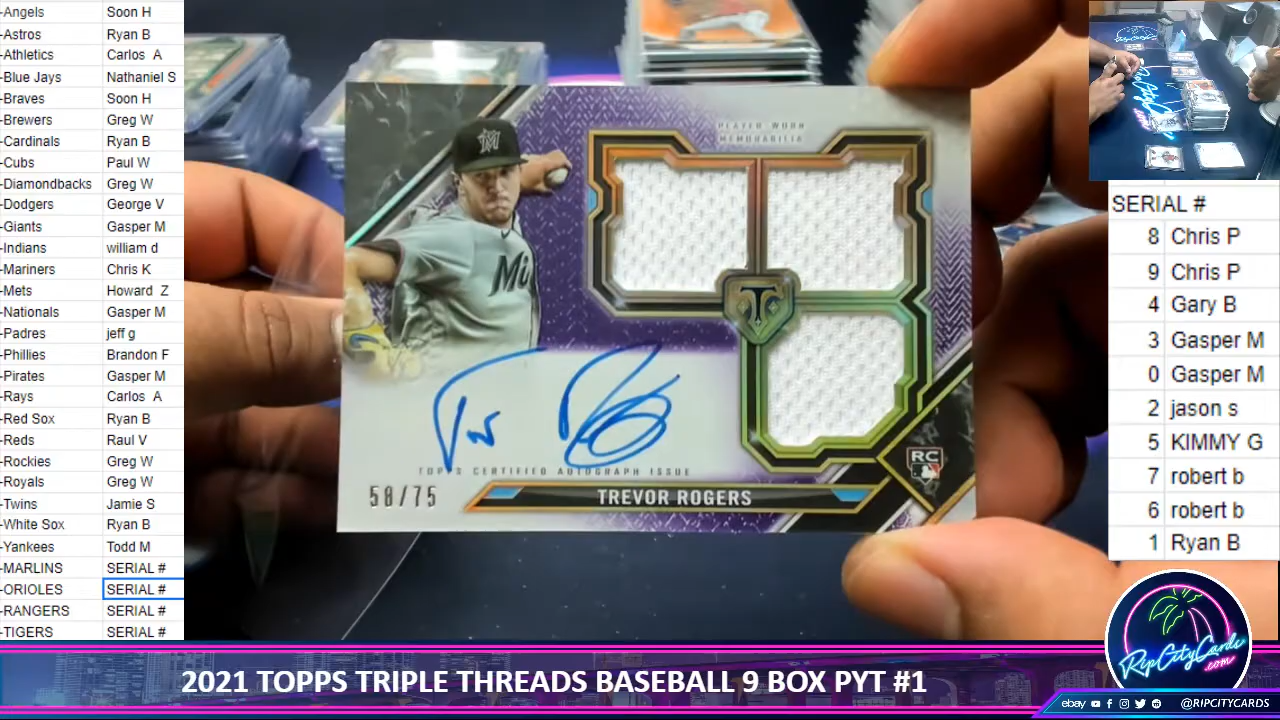 -Angels Soon H
-Astros Ryan B
-Athletics Carlos A
-Blue Jays Nathaniel S
-Braves Soon H
-Brewers Greg W
-Cardinals Ryan B
-Cubs Paul W
-Diamondbacks Greg W
-Dodgers George V
-Giants Gasper M
-Indians william d
-Mariners Chris K
-Mets Howard Z
-Nationals Gasper M
-Padres jeff g
-Phillies Brandon F
-Pirates Gasper M
-Rays Carlos A
-Red Sox Ryan B
-Reds Raul V
-Rockies Greg W
-Royals Greg W
-Twins Jamie S
-White Sox Ryan B
-Yankees Todd M
-MARLINS SERIAL #
-ORIOLES SERIAL #
-RANGERS SERIAL #
-TIGERS SERIAL #
PLAYER-WORN
MEMORABILIA
M
Mi
T
TOPPS CERTIFIED AUTOGRAPH ISSUE
58/75
TREVOR ROGERS
RC
SERIAL #
8 Chris P
9 Chris P
4 Gary B
3 Gasper M
0 Gasper M
2 jason s
5 KIMMY G
7 robert b
6 robert b
1 Ryan B
RipCityCards
.com
2021 TOPPS TRIPLE THREADS BASEBALL 9 BOX PYT #1
ebay @RIPCITYCARDS